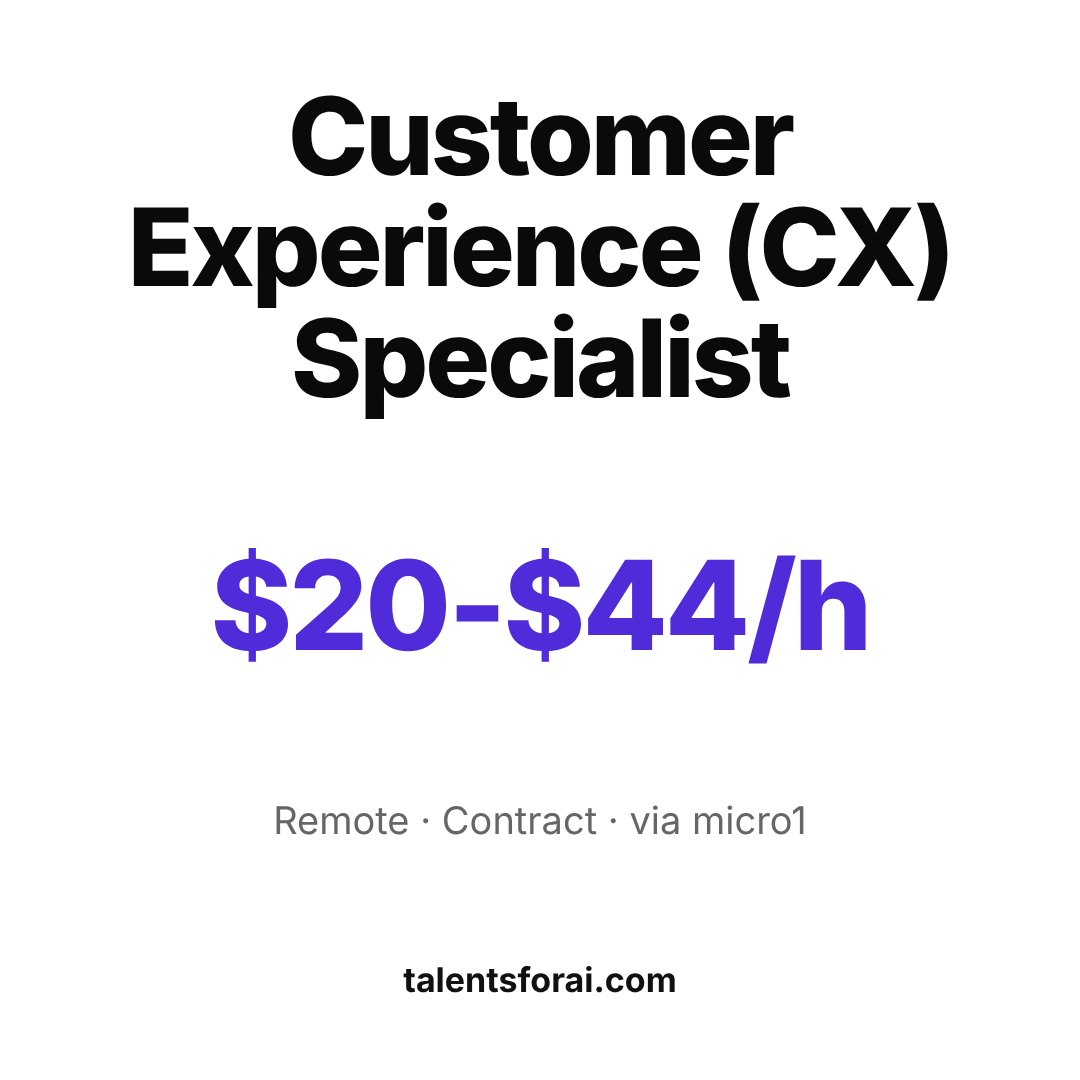 Customer
Experience (CX)
Specialist
$20-$44/h
Remote · Contract · via micro1
talentsforai.com